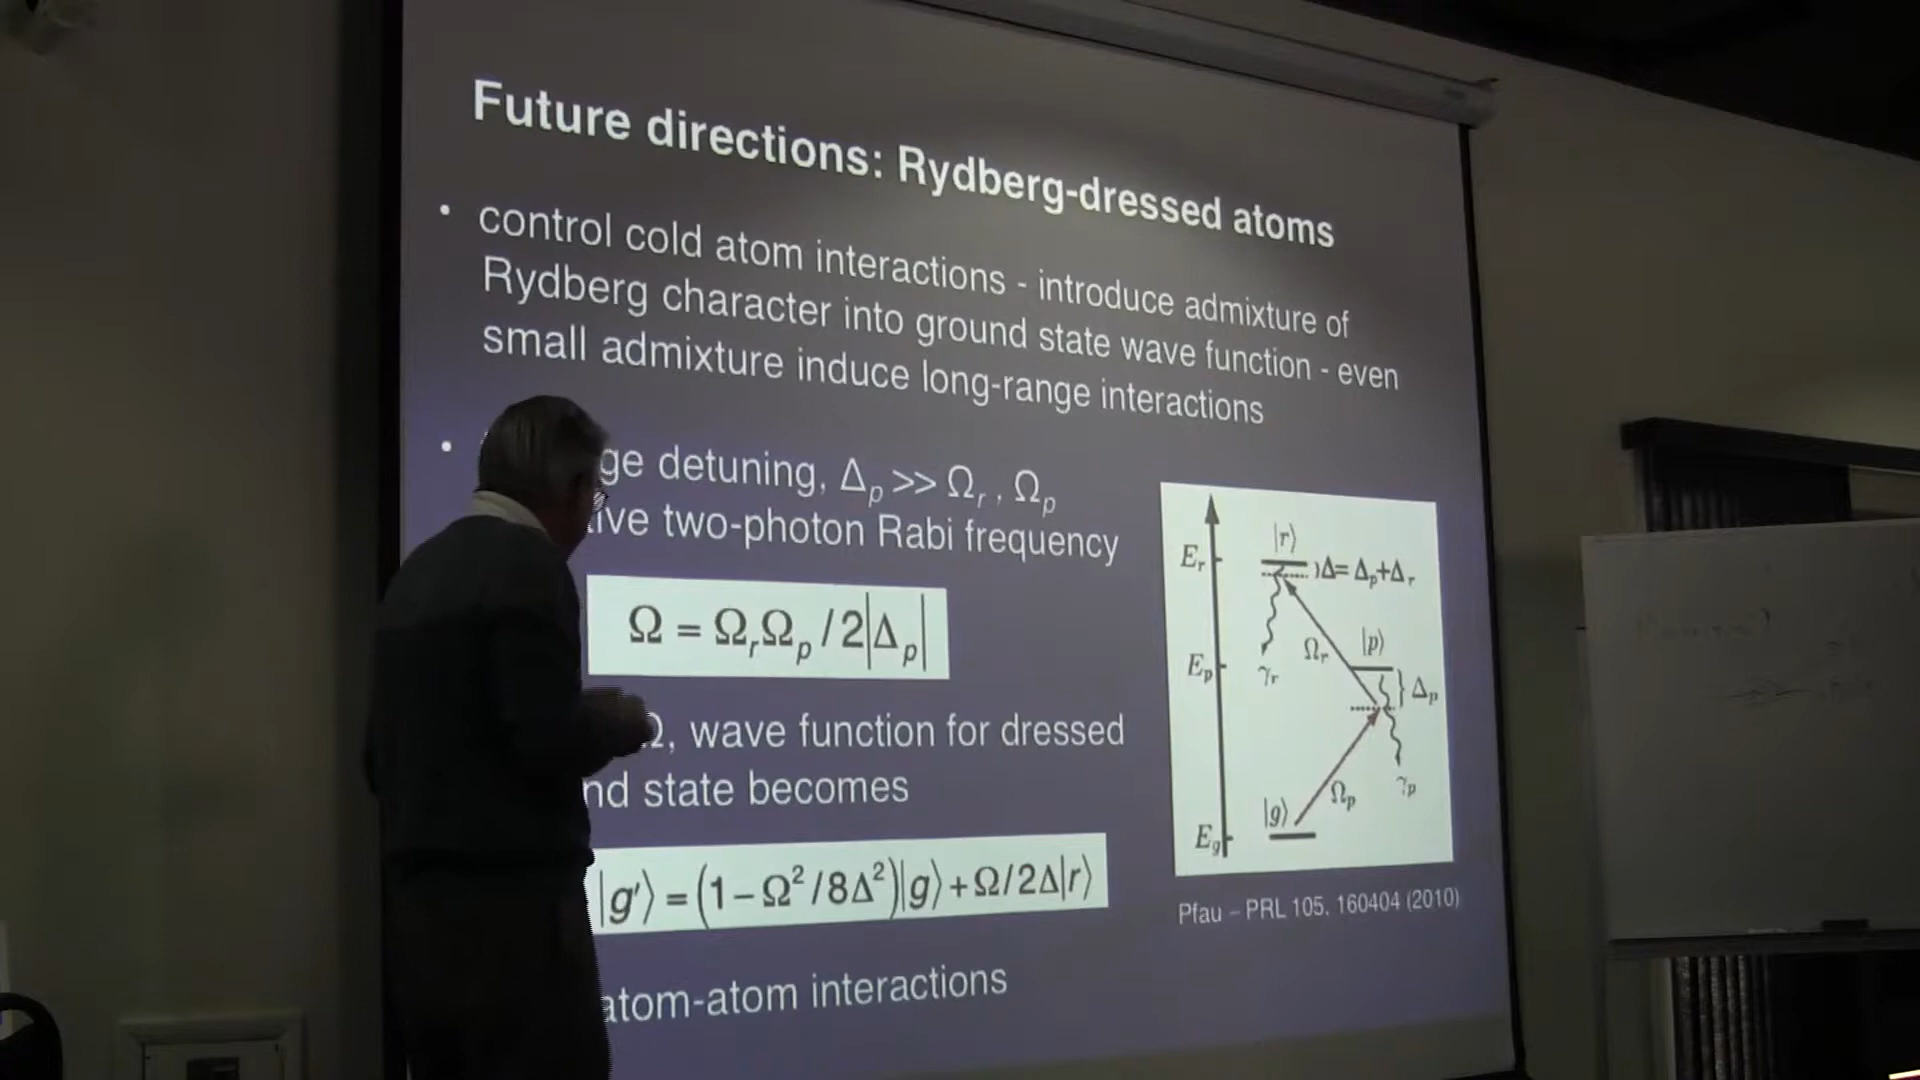 Future directions: Rydberg-dressed atoms
• control cold atom interactions - introduce admixture of
Rydberg character into ground state wave function - even
small admixture induce long-range interactions
• ge detuning, Δp >> Ωr, Ωp
ive two-photon Rabi frequency
Ω = ΩrΩp / 2|Δp|
Ω, wave function for dressed
nd state becomes
|g'⟩ = (1 – Ω²/8Δ²)|g⟩ + Ω/2Δ|r⟩
atom-atom interactions
|r⟩
Er
}Δ= Δp+Δr
|p⟩
Ωr
Ep
γr
Δp
γp
Ωp
|g⟩
Eg
Pfau – PRL 105, 160404 (2010)